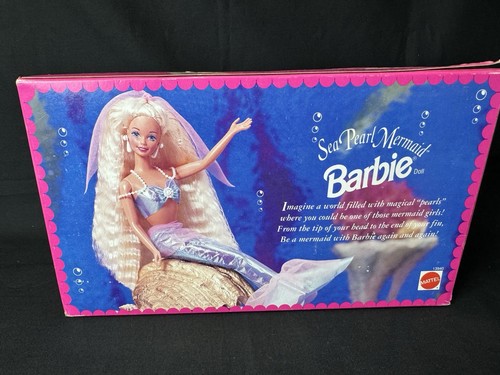 Sea Pearl Mermaid
Barbie Doll
Imagine a world filled with magical "pearls"
where you could be one of those mermaid girls!
From the tip of your head to the end of your fin,
Be a mermaid with Barbie again and again!
MATTEL